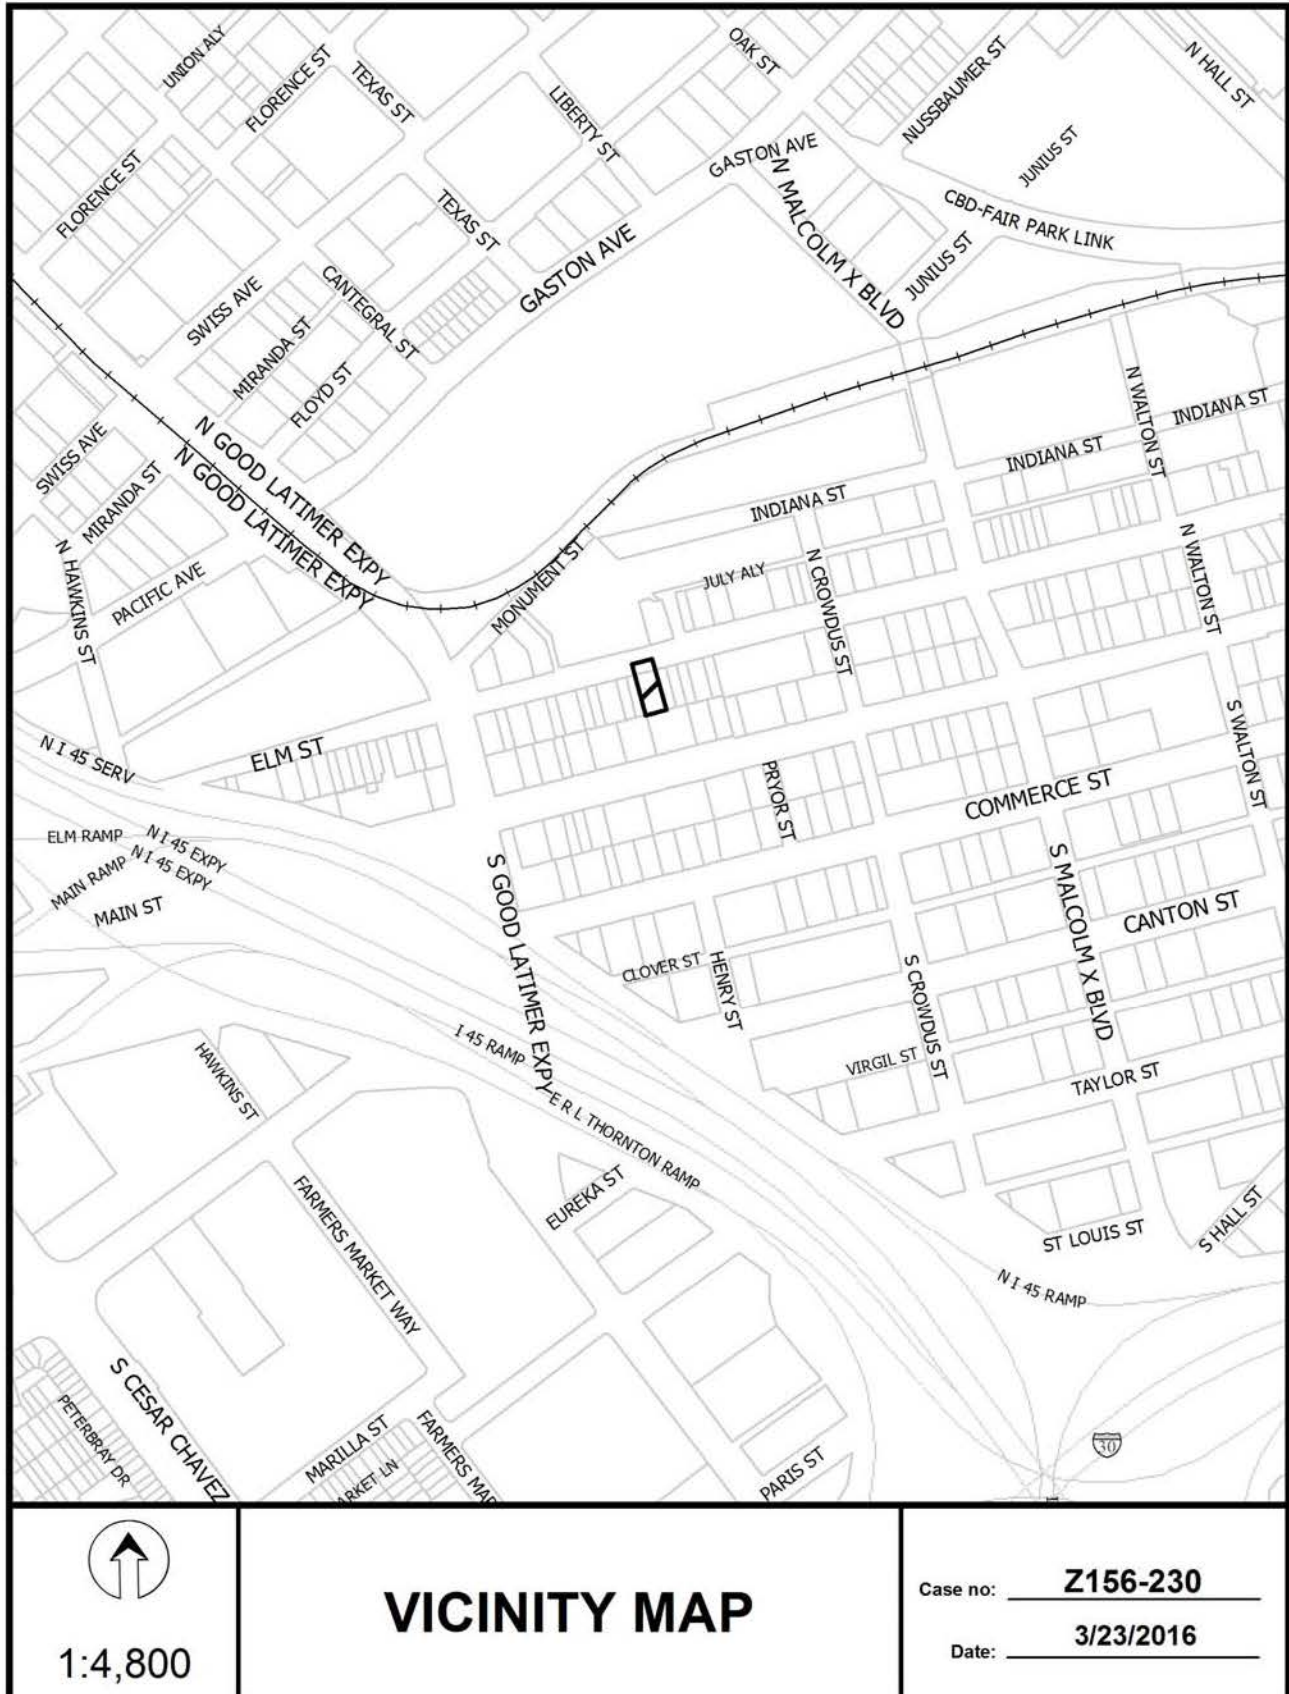 UNION ALY
FLORENCE ST
TEXAS ST
LIBERTY ST
OAK ST
NUSSBAUMER ST
N HALL ST
FLORENCE ST
TEXAS ST
GASTON AVE
JUNIUS ST
N MALCOLM X BLVD
CBD-FAIR PARK LINK
GASTON AVE
JUNIUS ST
SWISS AVE
CANTEGRAL ST
MIRANDA ST
FLOYD ST
N WALTON ST
INDIANA ST
N GOOD LATIMER EXPY
N GOOD LATIMER EXPY
SWISS AVE
MIRANDA ST
INDIANA ST
INDIANA ST
N HAWKINS ST
PACIFIC AVE
MONUMENT ST
JULY ALY
N CROWDUS ST
N WALTON ST
N I 45 SERV
ELM ST
S WALTON ST
PRYOR ST
COMMERCE ST
ELM RAMP
N I 45 EXPY
N I 45 EXPY
MAIN RAMP
MAIN ST
S GOOD LATIMER EXPY
S MALCOLM X BLVD
CANTON ST
CLOVER ST
HENRY ST
S CROWDUS ST
I 45 RAMP
HAWKINS ST
VIRGIL ST
TAYLOR ST
E R L THORNTON RAMP
FARMERS MARKET WAY
EUREKA ST
ST LOUIS ST
S HALL ST
N I 45 RAMP
S CESAR CHAVEZ
PETERBRAY DR
MARILLA ST
ARKET LN
FARMERS MAR
PARIS ST
30
1:4,800
VICINITY MAP
Case no: Z156-230
Date: 3/23/2016